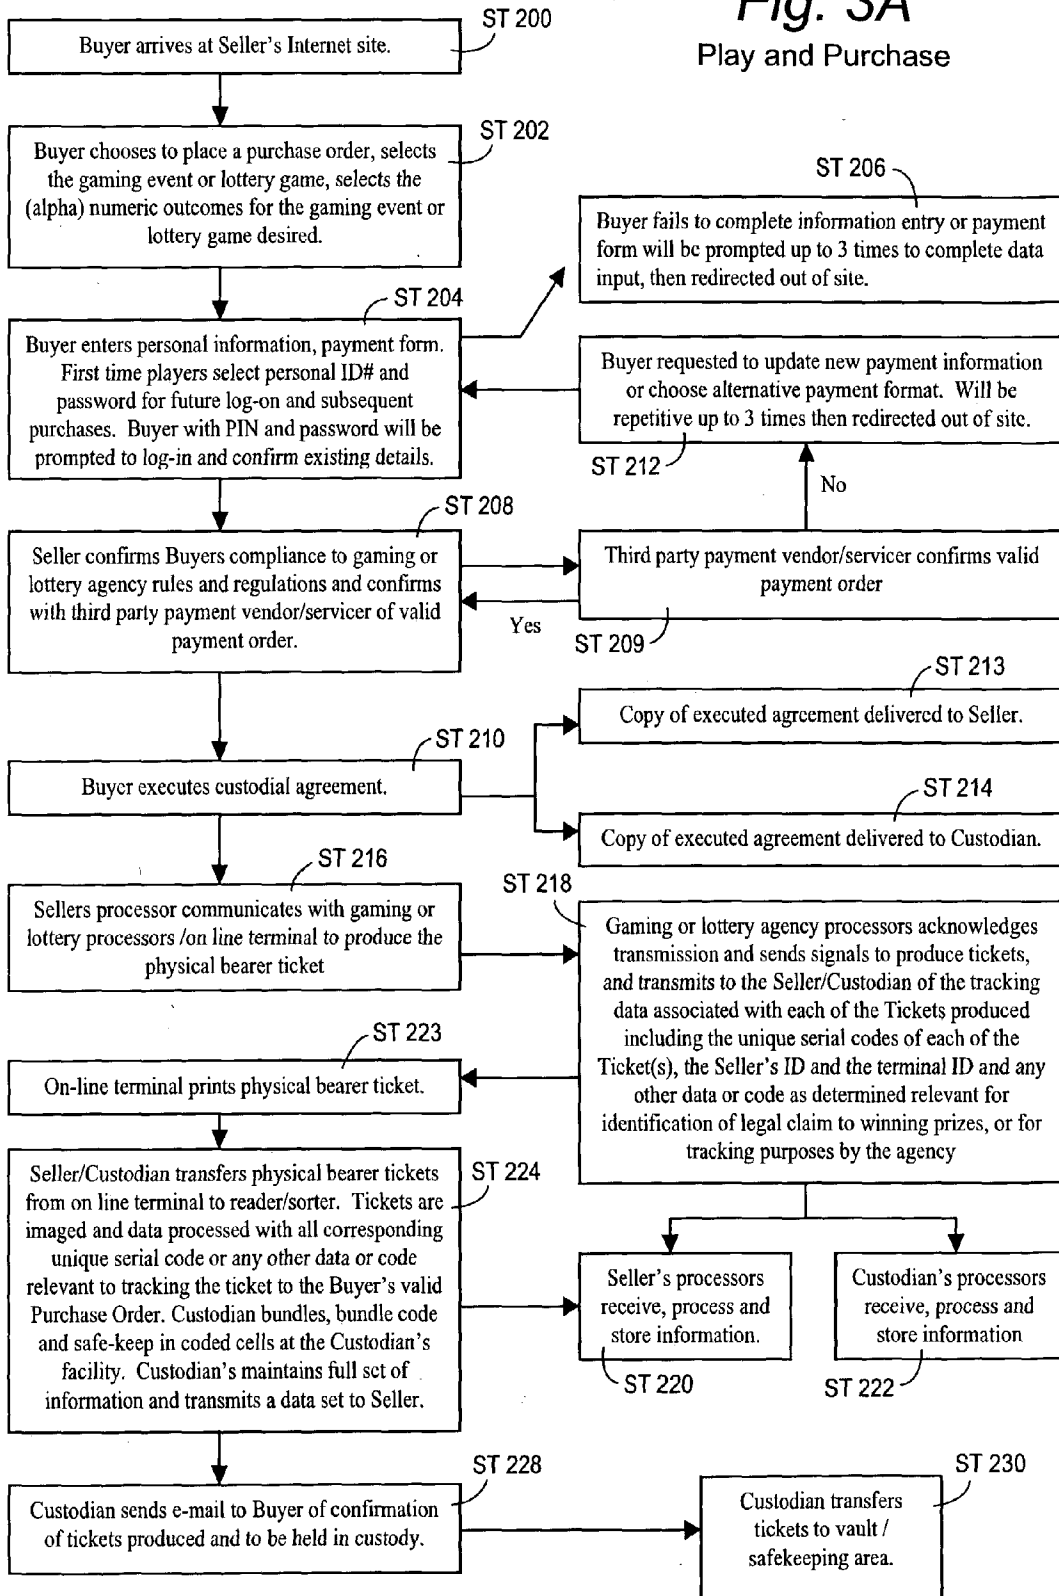 Fig. 3A
Play and Purchase
ST 200
Buyer arrives at Seller's Internet site.
ST 202
Buyer chooses to place a purchase order, selects
the gaming event or lottery game, selects the
(alpha) numeric outcomes for the gaming event or
lottery game desired.
ST 206
Buyer fails to complete information entry or payment
form will be prompted up to 3 times to complete data
input, then redirected out of site.
ST 204
Buyer enters personal information, payment form.
First time players select personal ID# and
password for future log-on and subsequent
purchases. Buyer with PIN and password will be
prompted to log-in and confirm existing details.
Buyer requested to update new payment information
or choose alternative payment format. Will be
repetitive up to 3 times then redirected out of site.
ST 212
No
ST 208
Seller confirms Buyers compliance to gaming or
lottery agency rules and regulations and confirms
with third party payment vendor/servicer of valid
payment order.
Third party payment vendor/servicer confirms valid
payment order
Yes
ST 209
ST 213
Copy of executed agreement delivered to Seller.
ST 210
Buyer executes custodial agreement.
ST 214
Copy of executed agreement delivered to Custodian.
ST 216
Sellers processor communicates with gaming or
lottery processors /on line terminal to produce the
physical bearer ticket
ST 218
Gaming or lottery agency processors acknowledges
transmission and sends signals to produce tickets,
and transmits to the Seller/Custodian of the tracking
data associated with each of the Tickets produced
including the unique serial codes of each of the
Ticket(s), the Seller's ID and the terminal ID and any
other data or code as determined relevant for
identification of legal claim to winning prizes, or for
tracking purposes by the agency
ST 223
On-line terminal prints physical bearer ticket.
ST 224
Seller/Custodian transfers physical bearer tickets
from on line terminal to reader/sorter. Tickets are
imaged and data processed with all corresponding
unique serial code or any other data or code
relevant to tracking the ticket to the Buyer's valid
Purchase Order. Custodian bundles, bundle code
and safe-keep in coded cells at the Custodian's
facility. Custodian's maintains full set of
information and transmits a data set to Seller.
Seller's processors
receive, process and
store information.
ST 220
Custodian's processors
receive, process and
store information
ST 222
ST 228
Custodian sends e-mail to Buyer of confirmation
of tickets produced and to be held in custody.
ST 230
Custodian transfers
tickets to vault /
safekeeping area.